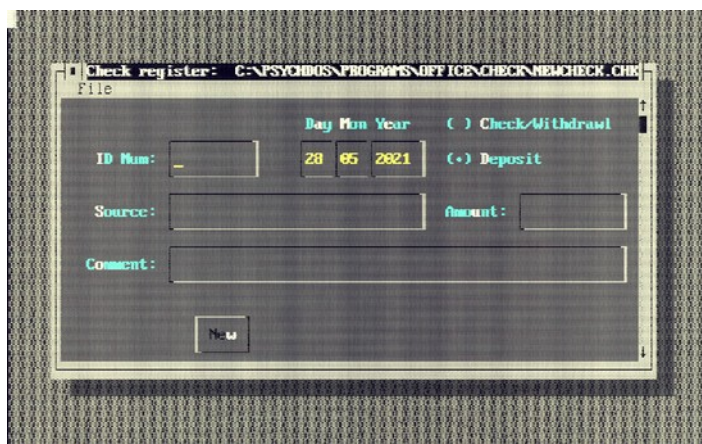 Check register: C:\PSYCHDOS\PROGRAMS\OFFICE\CHECK\NEWCHECK.CHK
File
Day Mon Year ( ) Check/Withdrawl
ID Num: _ 28 05 2021 (•) Deposit
Source: Amount:
Comment:
New